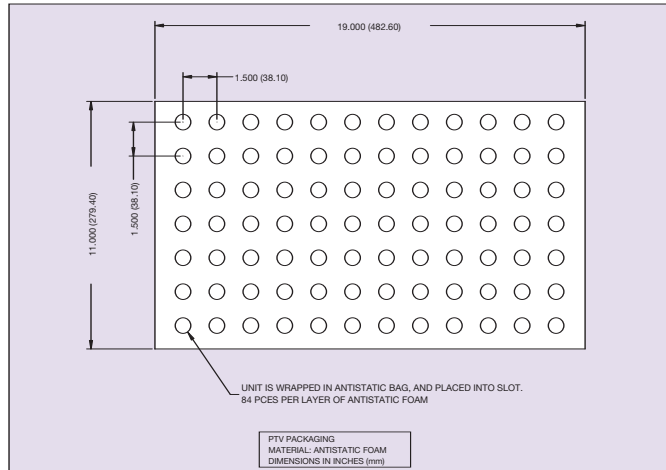 19.000 (482.60)
1.500 (38.10)
11.000 (279.40)
1.500 (38.10)
UNIT IS WRAPPED IN ANTISTATIC BAG, AND PLACED INTO SLOT.
84 PCES PER LAYER OF ANTISTATIC FOAM
PTV PACKAGING
MATERIAL: ANTISTATIC FOAM
DIMENSIONS IN INCHES (mm)